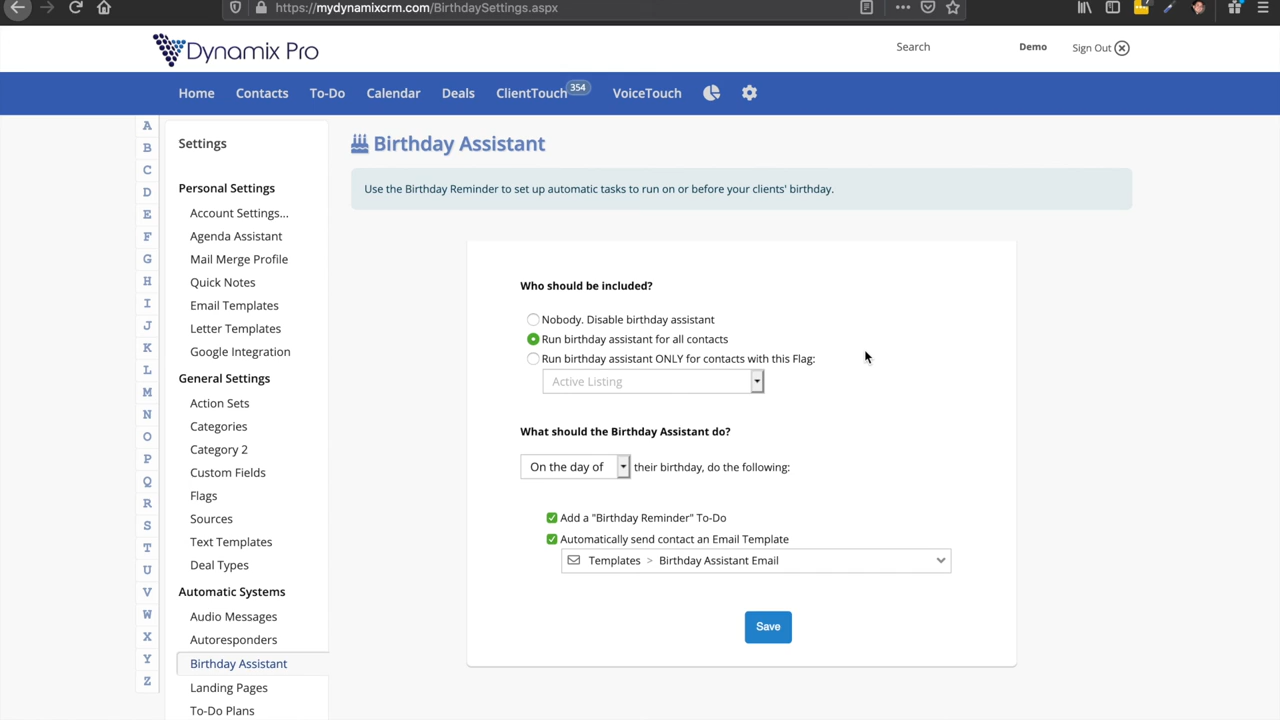 https://mydynamixcrm.com/BirthdaySettings.aspx
Dynamix Pro
Search
Demo
Sign Out
Home
Contacts
To-Do
Calendar
Deals
ClientTouch
354
VoiceTouch
A
B
C
D
E
F
G
H
I
J
K
L
M
N
O
P
Q
R
S
T
U
V
W
X
Y
Z
Settings
Personal Settings
Account Settings...
Agenda Assistant
Mail Merge Profile
Quick Notes
Email Templates
Letter Templates
Google Integration
General Settings
Action Sets
Categories
Category 2
Custom Fields
Flags
Sources
Text Templates
Deal Types
Automatic Systems
Audio Messages
Autoresponders
Birthday Assistant
Landing Pages
To-Do Plans
Birthday Assistant
Use the Birthday Reminder to set up automatic tasks to run on or before your clients' birthday.
Who should be included?
Nobody. Disable birthday assistant
Run birthday assistant for all contacts
Run birthday assistant ONLY for contacts with this Flag:
Active Listing
What should the Birthday Assistant do?
On the day of their birthday, do the following:
Add a "Birthday Reminder" To-Do
Automatically send contact an Email Template
Templates > Birthday Assistant Email
Save